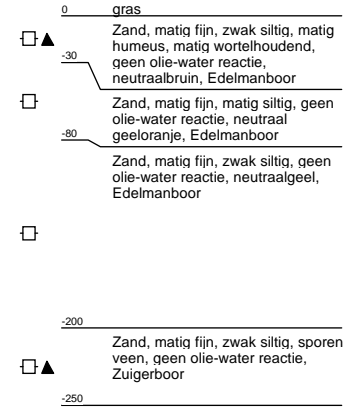 0 gras
Zand, matig fijn, zwak siltig, matig
humeus, matig wortelhoudend,
geen olie-water reactie,
neutraalbruin, Edelmanboor
-30
Zand, matig fijn, matig siltig, geen
olie-water reactie, neutraal
geeloranje, Edelmanboor
-80
Zand, matig fijn, zwak siltig, geen
olie-water reactie, neutraalgeel,
Edelmanboor
-200
Zand, matig fijn, zwak siltig, sporen
veen, geen olie-water reactie,
Zuigerboor
-250